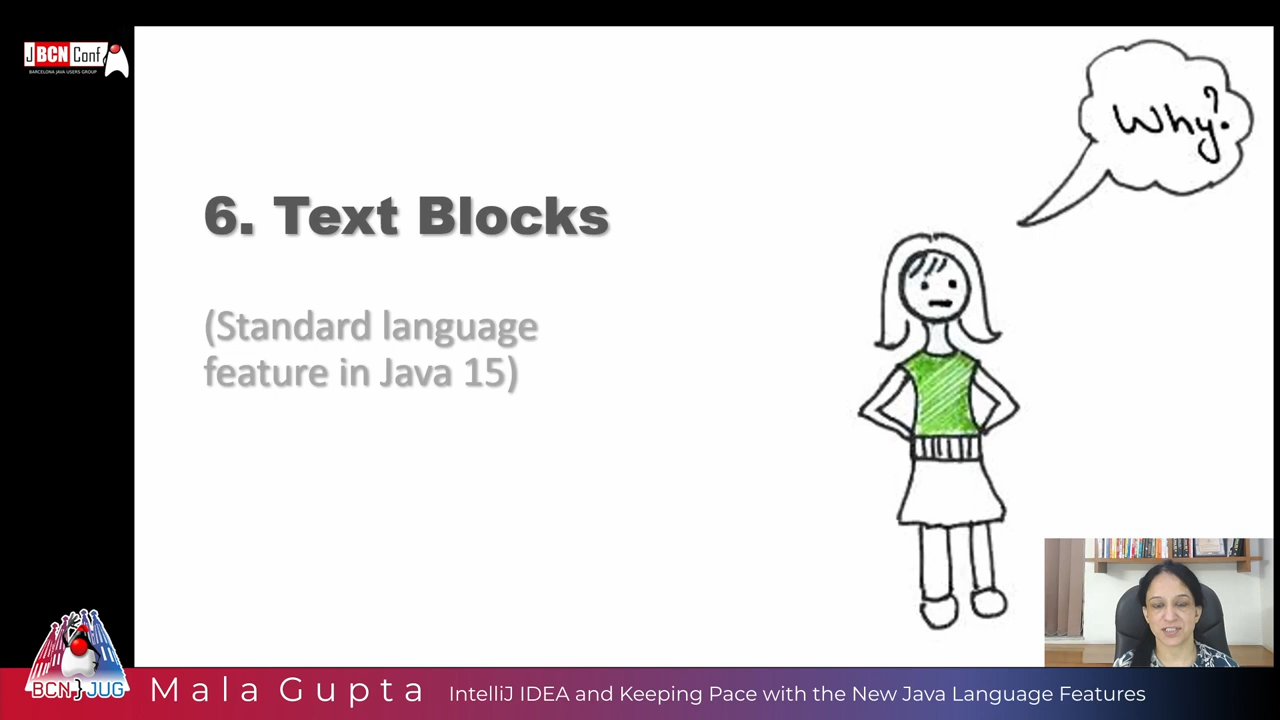 JBCNConf
BARCELONA JAVA USERS GROUP
Why?
6. Text Blocks
(Standard language
feature in Java 15)
BCN JUG
Mala Gupta
IntelliJ IDEA and Keeping Pace with the New Java Language Features